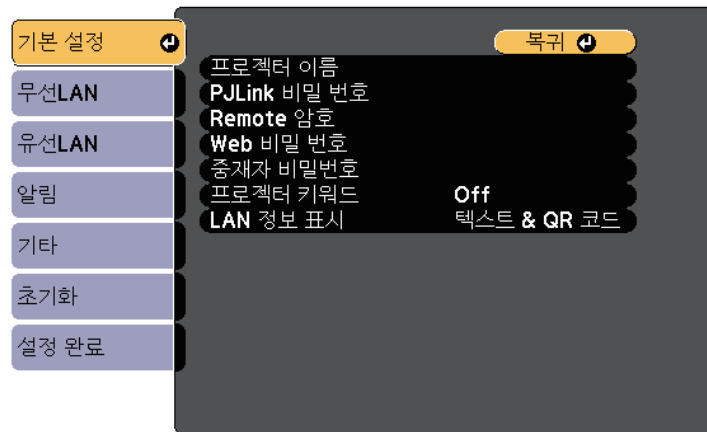 기본 설정
무선LAN
유선LAN
알림
기타
초기화
설정 완료
복귀
프로젝터 이름
PJLink 비밀 번호
Remote 암호
Web 비밀 번호
중재자 비밀번호
프로젝터 키워드 Off
LAN 정보 표시 텍스트 & QR 코드